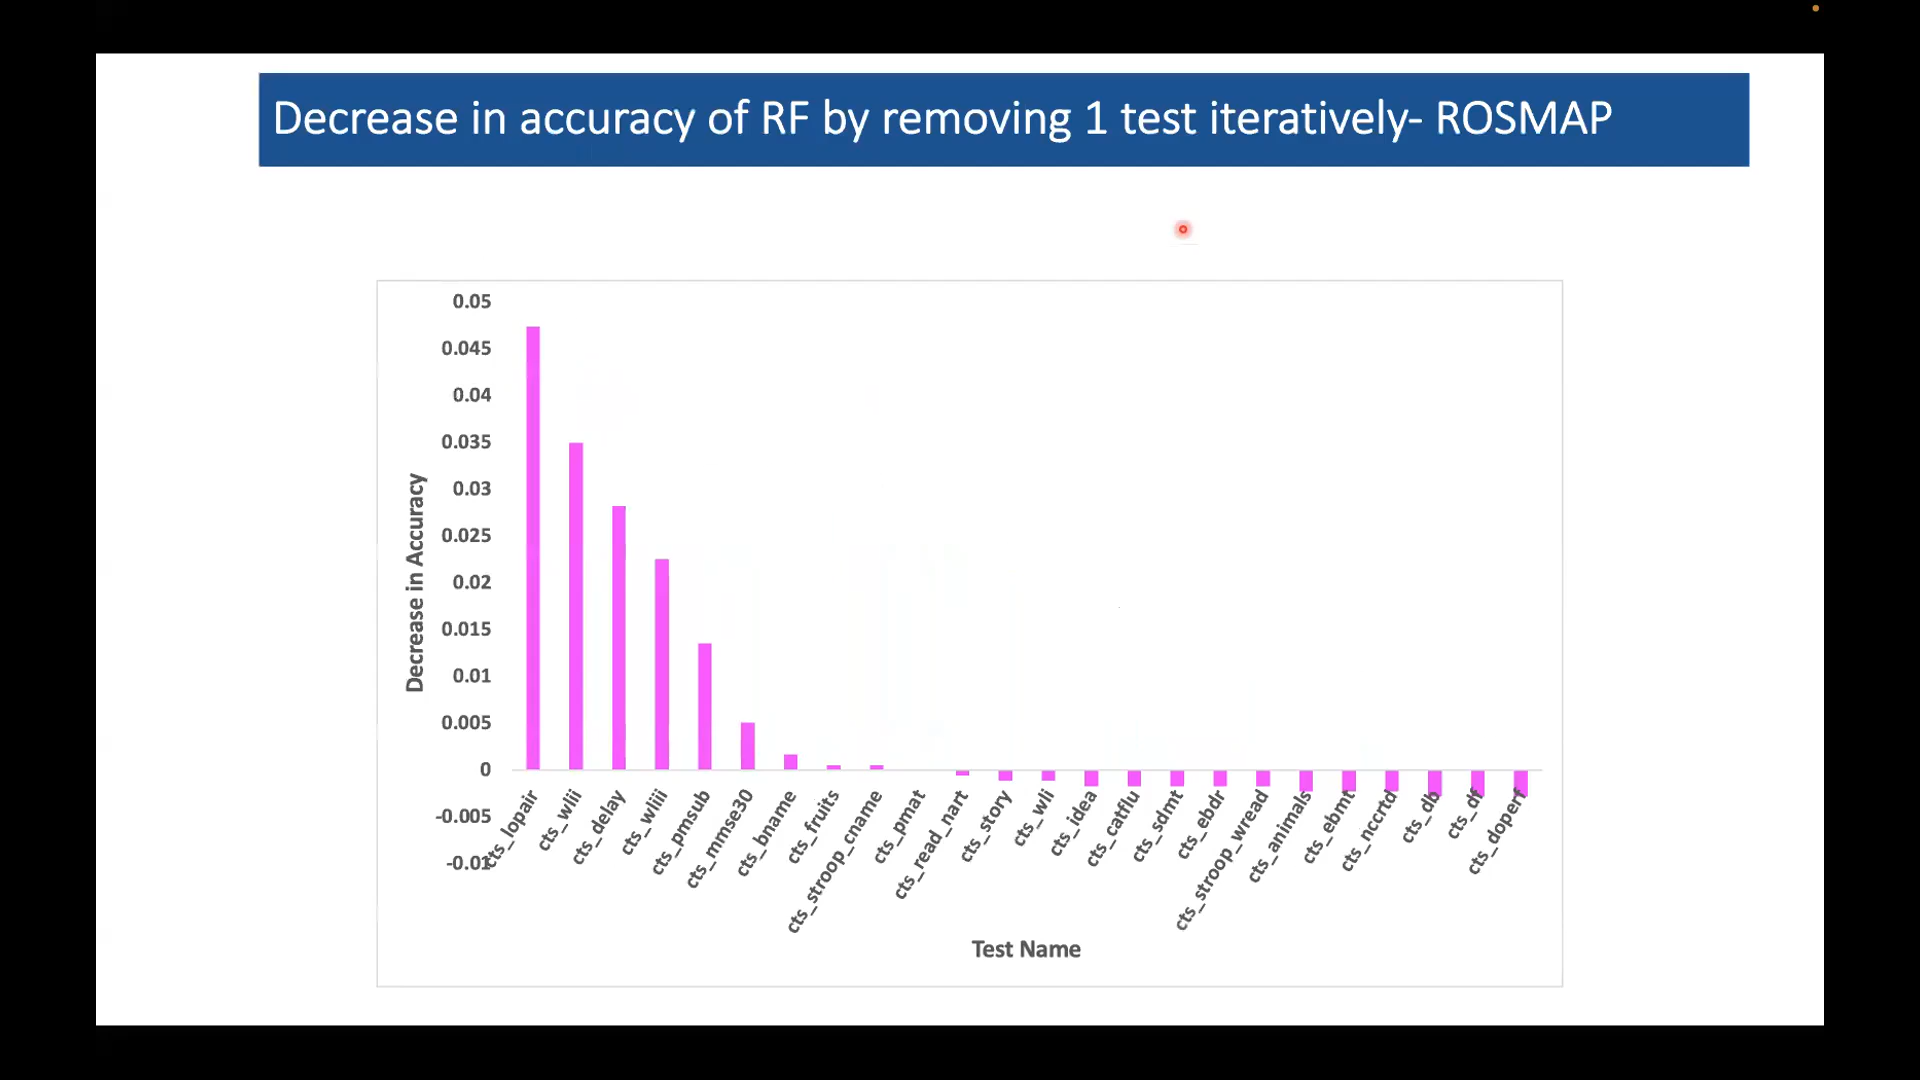 Decrease in accuracy of RF by removing 1 test iteratively- ROSMAP
0.05
0.045
0.04
0.035
0.03
0.025
0.02
0.015
0.01
0.005
0
-0.005
-0.01
Decrease in Accuracy
cts_lopair
cts_wlii
cts_delay
cts_wliii
cts_pmsub
cts_mmse30
cts_bname
cts_fruits
cts_stroop_cname
cts_pmat
cts_read_nart
cts_story
cts_wli
cts_idea
cts_catflu
cts_sdmt
cts_ebdr
cts_stroop_wread
cts_animals
cts_ebmt
cts_nccrtd
cts_db
cts_df
cts_doperf
Test Name